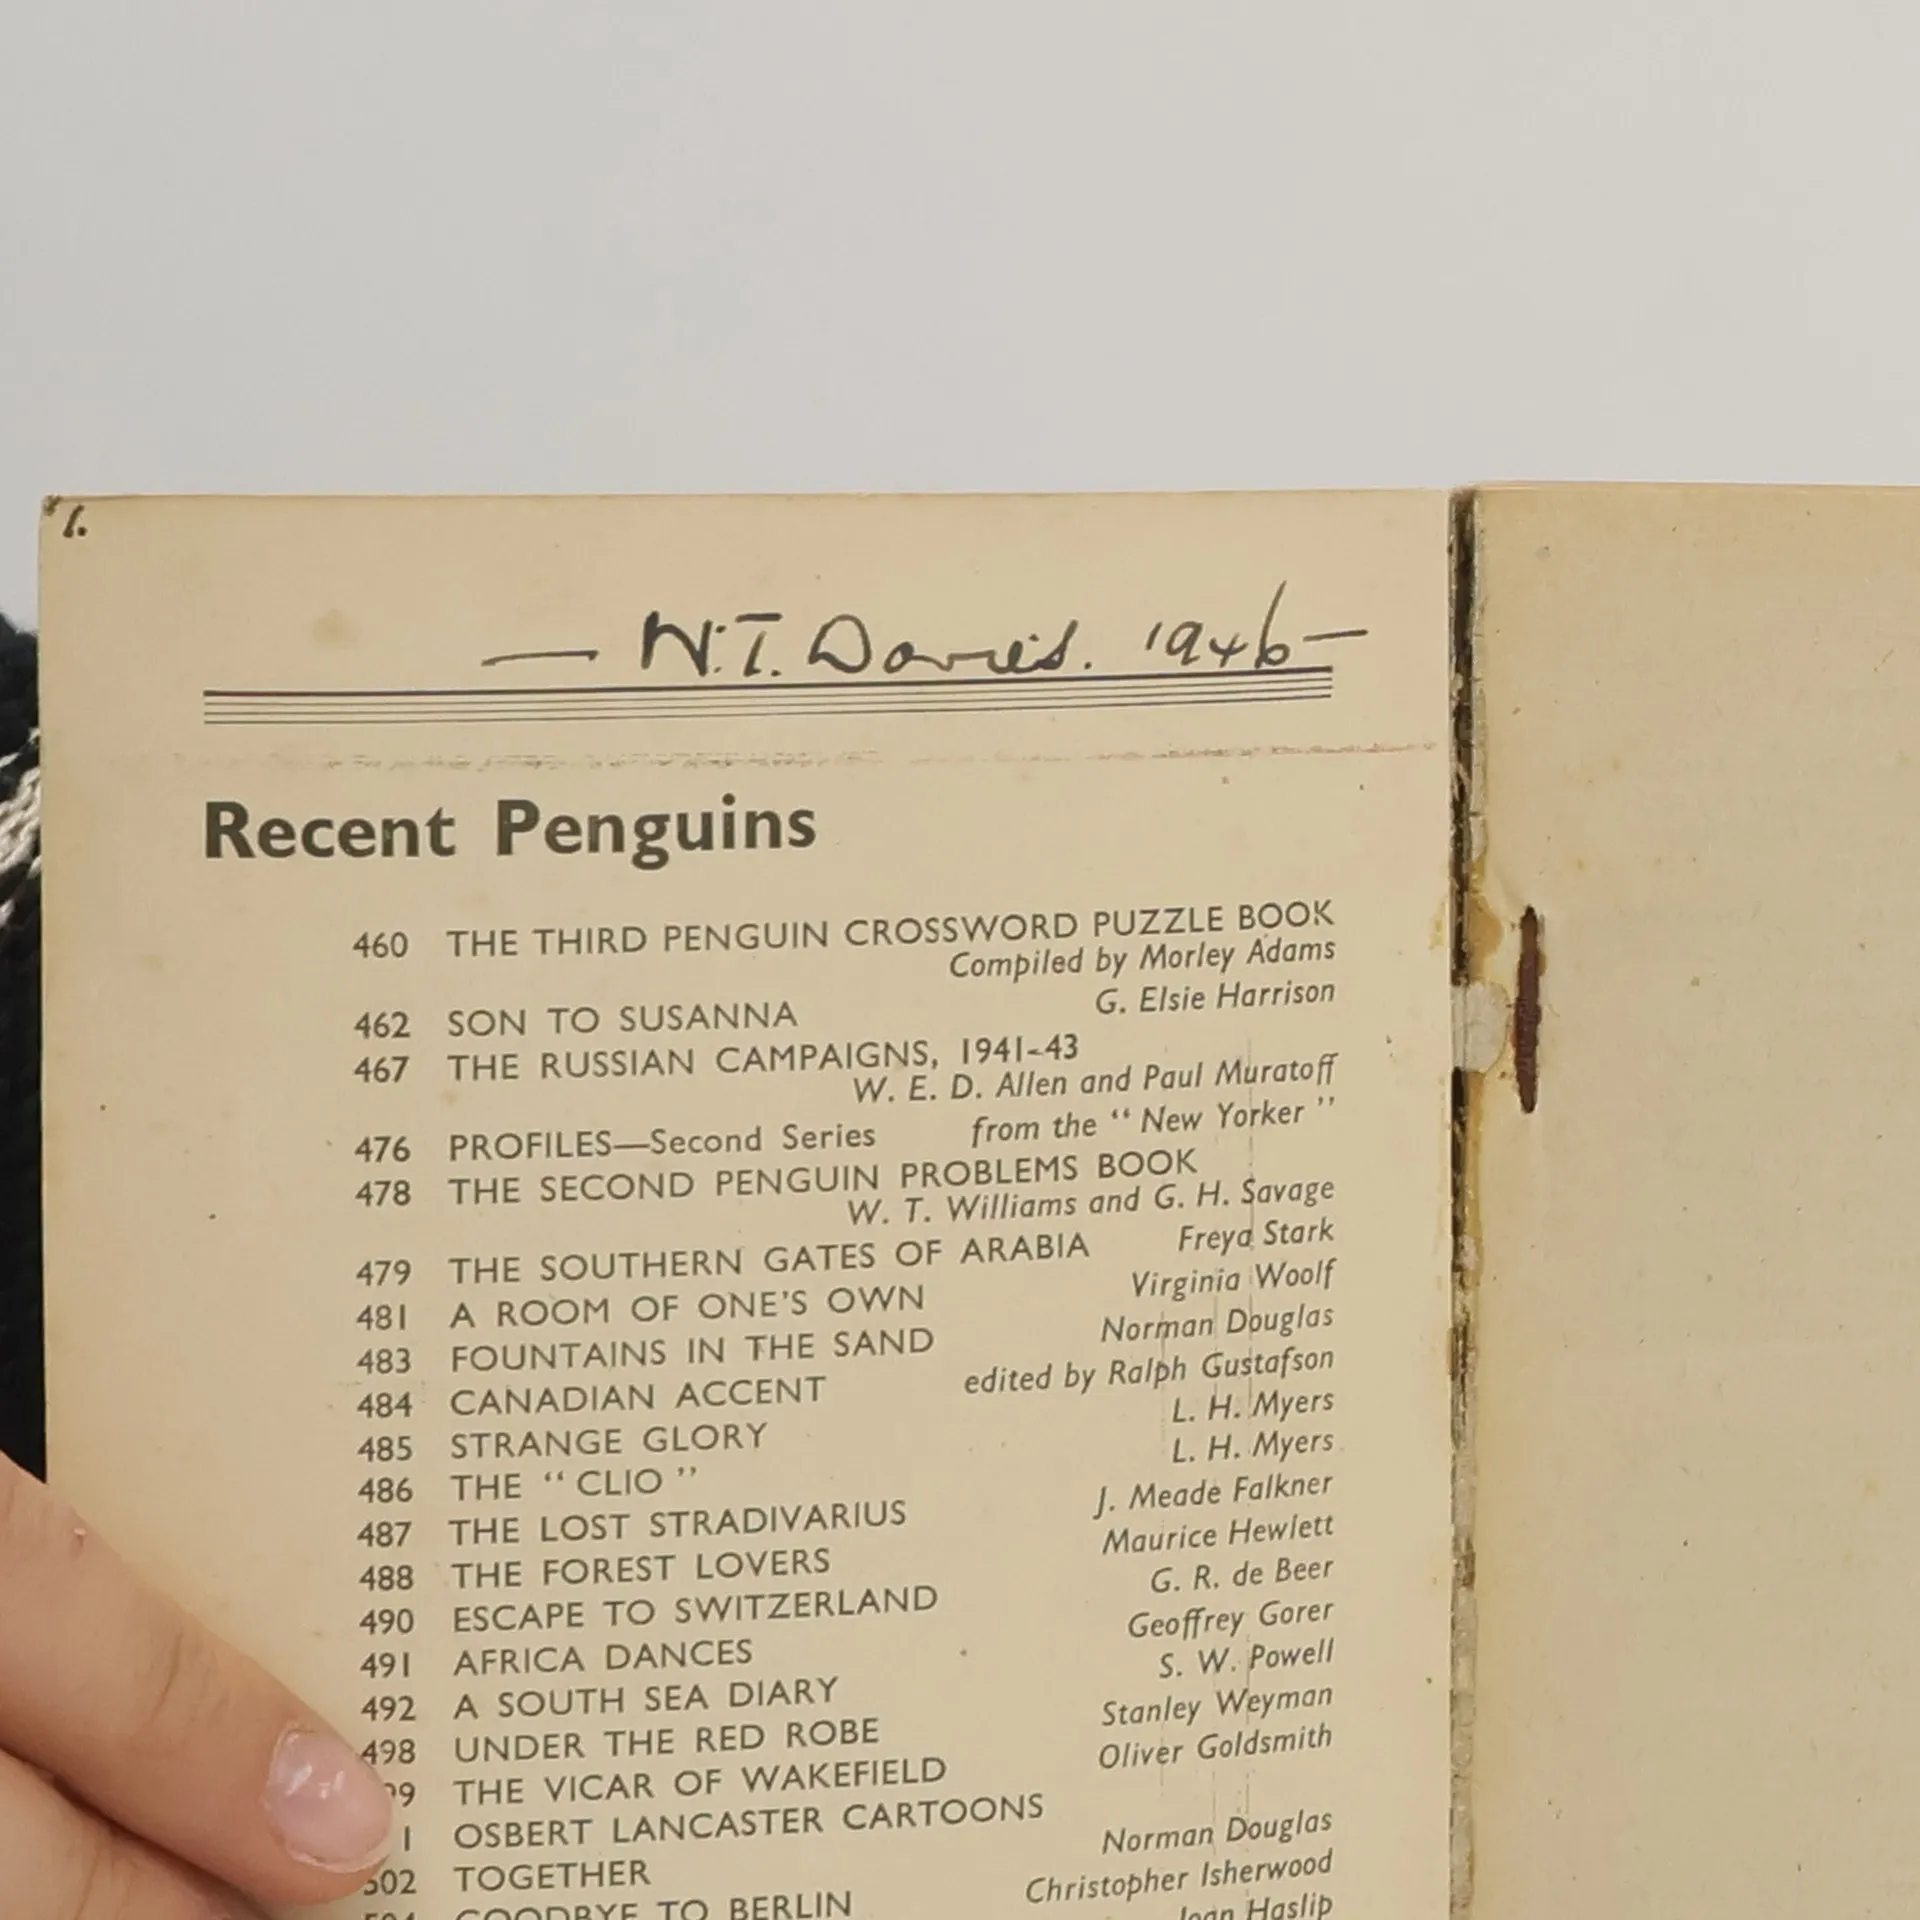 /.
— N.T. Davies. 1946 —
Recent Penguins
460 THE THIRD PENGUIN CROSSWORD PUZZLE BOOK
Compiled by Morley Adams
462 SON TO SUSANNA G. Elsie Harrison
467 THE RUSSIAN CAMPAIGNS, 1941-43
W. E. D. Allen and Paul Muratoff
476 PROFILES—Second Series from the “ New Yorker ”
478 THE SECOND PENGUIN PROBLEMS BOOK
W. T. Williams and G. H. Savage
479 THE SOUTHERN GATES OF ARABIA Freya Stark
481 A ROOM OF ONE'S OWN Virginia Woolf
483 FOUNTAINS IN THE SAND Norman Douglas
484 CANADIAN ACCENT edited by Ralph Gustafson
485 STRANGE GLORY L. H. Myers
486 THE “ CLIO ” L. H. Myers
487 THE LOST STRADIVARIUS J. Meade Falkner
488 THE FOREST LOVERS Maurice Hewlett
490 ESCAPE TO SWITZERLAND G. R. de Beer
491 AFRICA DANCES Geoffrey Gorer
492 A SOUTH SEA DIARY S. W. Powell
498 UNDER THE RED ROBE Stanley Weyman
99 THE VICAR OF WAKEFIELD Oliver Goldsmith
1 OSBERT LANCASTER CARTOONS
502 TOGETHER Norman Douglas
504 GOODBYE TO BERLIN Christopher Isherwood
Joan Haslip